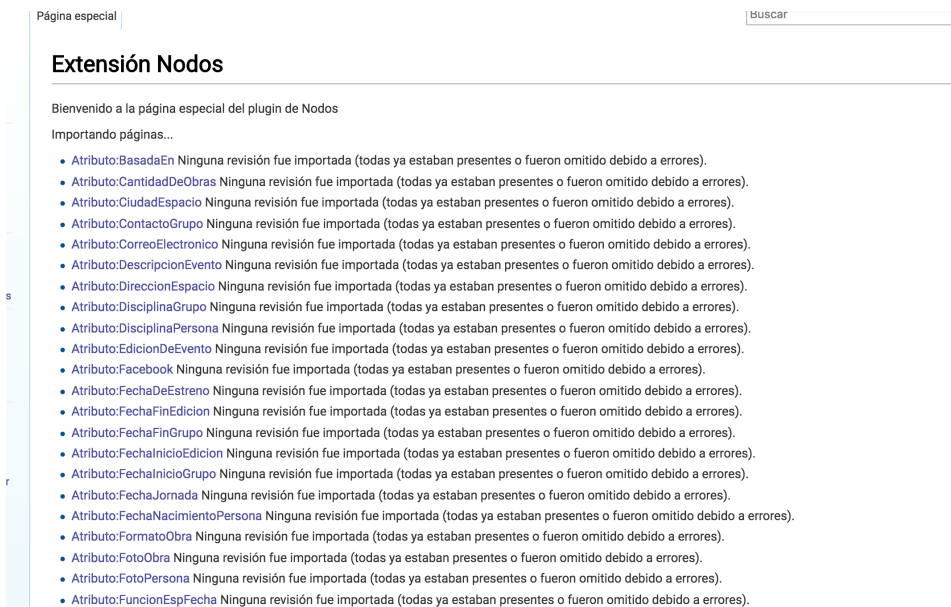 Página especial
Buscar
Extensión Nodos
Bienvenido a la página especial del plugin de Nodos
Importando páginas...
Atributo:BasadaEn Ninguna revisión fue importada (todas ya estaban presentes o fueron omitido debido a errores).
Atributo:CantidadDeObras Ninguna revisión fue importada (todas ya estaban presentes o fueron omitido debido a errores).
Atributo:CiudadEspacio Ninguna revisión fue importada (todas ya estaban presentes o fueron omitido debido a errores).
Atributo:ContactoGrupo Ninguna revisión fue importada (todas ya estaban presentes o fueron omitido debido a errores).
Atributo:CorreoElectronico Ninguna revisión fue importada (todas ya estaban presentes o fueron omitido debido a errores).
Atributo:DescripcionEvento Ninguna revisión fue importada (todas ya estaban presentes o fueron omitido debido a errores).
Atributo:DireccionEspacio Ninguna revisión fue importada (todas ya estaban presentes o fueron omitido debido a errores).
s
Atributo:DisciplinaGrupo Ninguna revisión fue importada (todas ya estaban presentes o fueron omitido debido a errores).
Atributo:DisciplinaPersona Ninguna revisión fue importada (todas ya estaban presentes o fueron omitido debido a errores).
Atributo:EdicionDeEvento Ninguna revisión fue importada (todas ya estaban presentes o fueron omitido debido a errores).
Atributo:Facebook Ninguna revisión fue importada (todas ya estaban presentes o fueron omitido debido a errores).
Atributo:FechaDeEstreno Ninguna revisión fue importada (todas ya estaban presentes o fueron omitido debido a errores).
Atributo:FechaFinEdicion Ninguna revisión fue importada (todas ya estaban presentes o fueron omitido debido a errores).
Atributo:FechaFinGrupo Ninguna revisión fue importada (todas ya estaban presentes o fueron omitido debido a errores).
Atributo:FechaInicioEdicion Ninguna revisión fue importada (todas ya estaban presentes o fueron omitido debido a errores).
Atributo:FechaInicioGrupo Ninguna revisión fue importada (todas ya estaban presentes o fueron omitido debido a errores).
r
Atributo:FechaJornada Ninguna revisión fue importada (todas ya estaban presentes o fueron omitido debido a errores).
Atributo:FechaNacimientoPersona Ninguna revisión fue importada (todas ya estaban presentes o fueron omitido debido a errores).
Atributo:FormatoObra Ninguna revisión fue importada (todas ya estaban presentes o fueron omitido debido a errores).
Atributo:FotoObra Ninguna revisión fue importada (todas ya estaban presentes o fueron omitido debido a errores).
Atributo:FotoPersona Ninguna revisión fue importada (todas ya estaban presentes o fueron omitido debido a errores).
Atributo:FuncionEspFecha Ninguna revisión fue importada (todas ya estaban presentes o fueron omitido debido a errores).